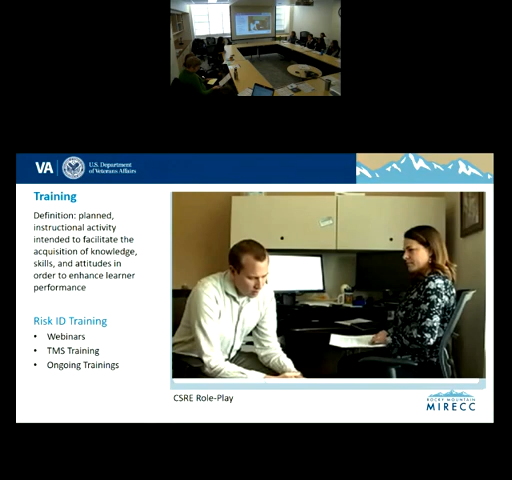 VA
U.S. Department
of Veterans Affairs
Training
Definition: planned,
instructional activity
intended to facilitate the
acquisition of knowledge,
skills, and attitudes in
order to enhance learner
performance
Risk ID Training
• Webinars
• TMS Training
• Ongoing Trainings
CSRE Role-Play
ROCKY MOUNTAIN
MIRECC